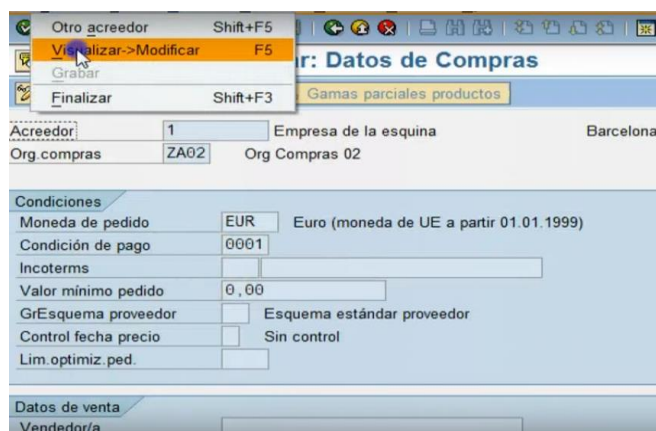 Otro acreedor Shift+F5
Visualizar->Modificar F5
r: Datos de Compras
Grabar
Finalizar Shift+F3
Gamas parciales productos
Acreedor 1 Empresa de la esquina Barcelona
Org.compras ZA02 Org Compras 02
Condiciones
Moneda de pedido EUR Euro (moneda de UE a partir 01.01.1999)
Condición de pago 0001
Incoterms
Valor mínimo pedido 0,00
GrEsquema proveedor Esquema estándar proveedor
Control fecha precio Sin control
Lim.optimiz.ped.
Datos de venta
Vendedor/a